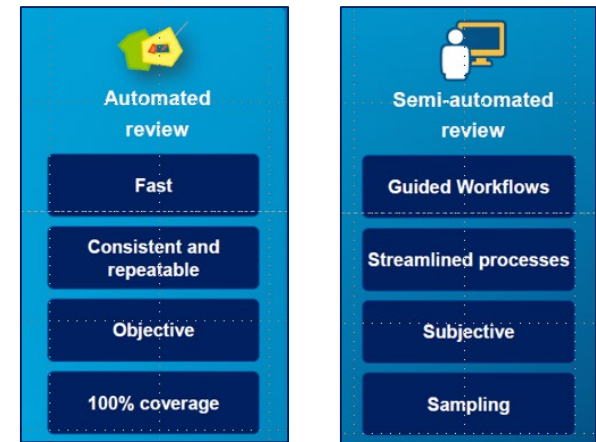 Automated
review
Fast
Consistent and
repeatable
Objective
100% coverage
Semi-automated
review
Guided Workflows
Streamlined processes
Subjective
Sampling